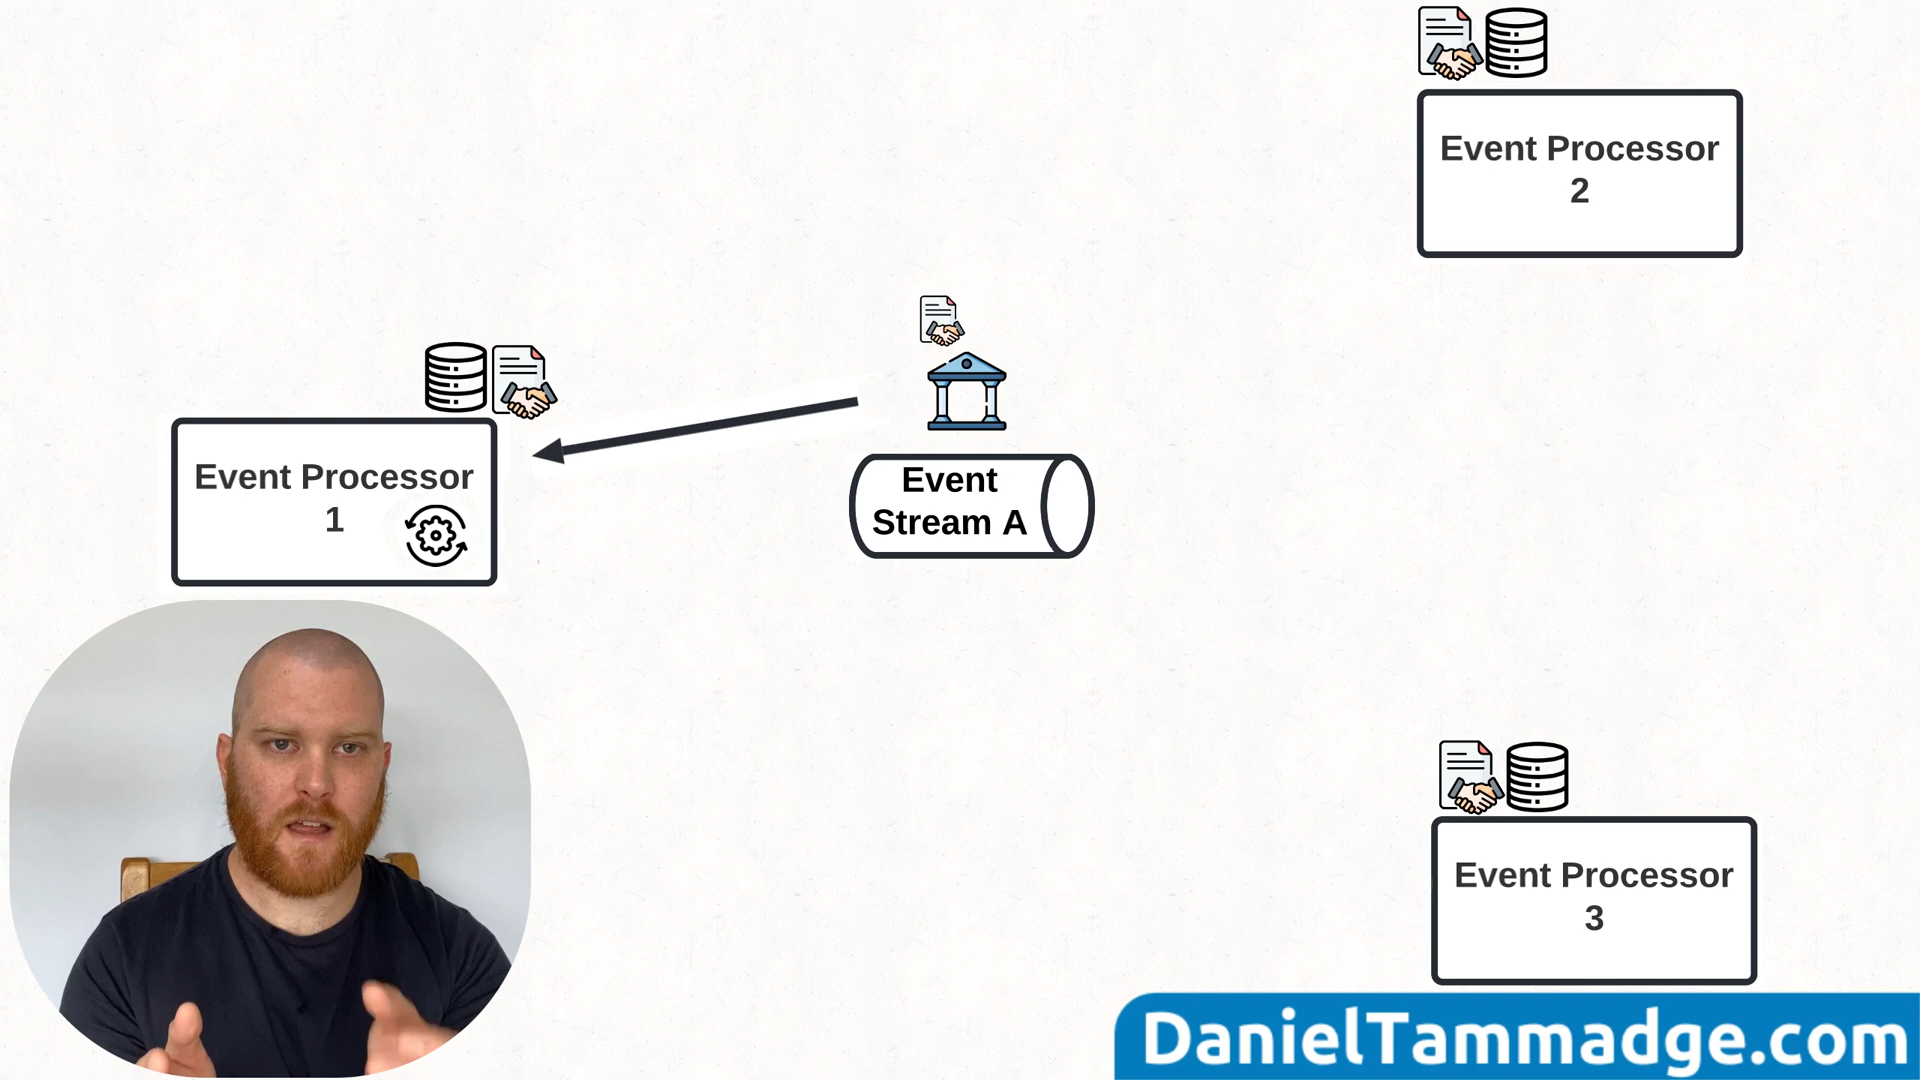 Event Processor
2
Event Processor
1
Event
Stream A
Event Processor
3
DanielTammadge.com